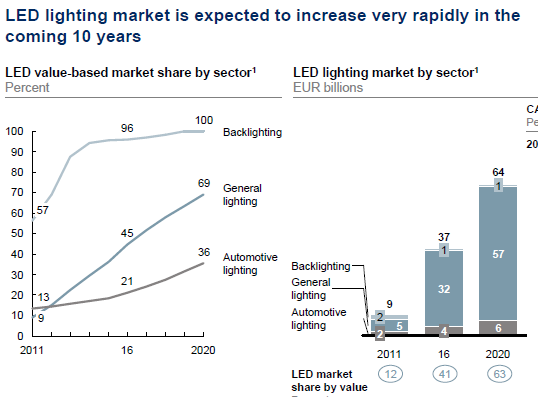 LED lighting market is expected to increase very rapidly in the
coming 10 years
LED value-based market share by sector1
Percent
100
90
80
70
60
50
40
30
20
10
0
57
13
9
96
45
21
100
69
36
Backlighting
General
lighting
Automotive
lighting
2011
16
2020
LED lighting market by sector1
EUR billions
CA
Pe
20
Backlighting
General
lighting
Automotive
lighting
9
2
5
2
37
1
32
4
64
1
57
6
2011
16
2020
LED market
share by value
12
41
63